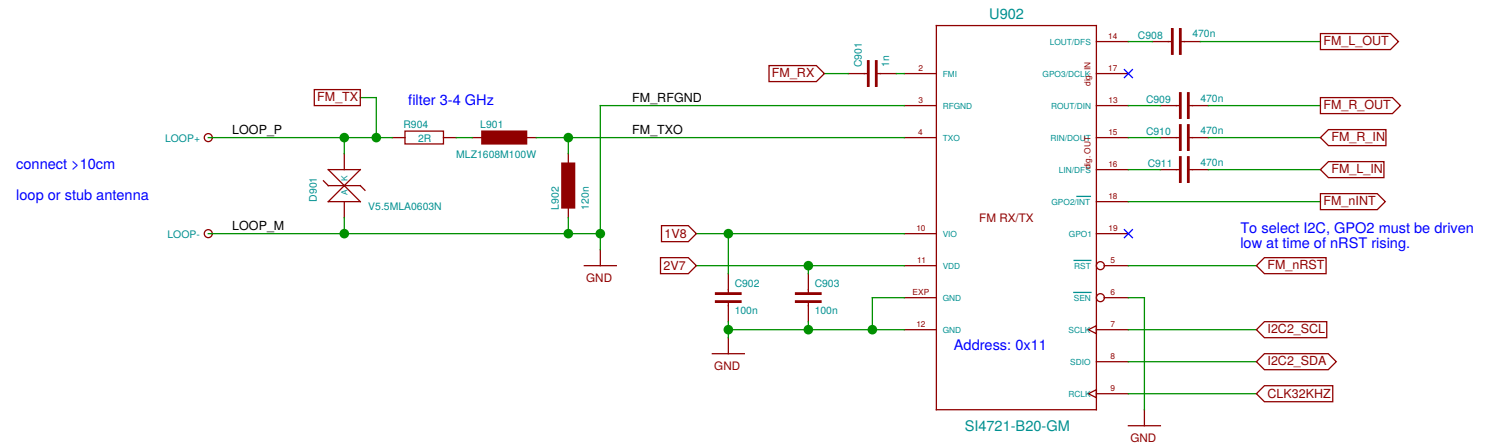 U902
LOUT/DFS
14
C908
470n
FM_L_OUT
C901
1n
FM_RX
2
FMI
GPO3/DCLK
17
dig. IN
FM_TX
filter 3-4 GHz
FM_RFGND
3
RFGND
ROUT/DIN
13
C909
470n
FM_R_OUT
LOOP+
LOOP_P
R904
2R
L901
MLZ1608M100W
FM_TXO
4
TXO
RIN/DOUT
15
C910
470n
FM_R_IN
connect >10cm
loop or stub antenna
D901
A
K
V5.5MLA0603N
L902
120n
dig. OUT
LIN/DFS
16
C911
470n
FM_L_IN
FM RX/TX
GPO2/INT
18
FM_nINT
LOOP-
LOOP_M
GND
1V8
10
VIO
GPO1
19
To select I2C, GPO2 must be driven
low at time of nRST rising.
2V7
11
VDD
RST
5
FM_nRST
C902
100n
C903
100n
EXP
GND
SEN
6
12
GND
SCLK
7
I2C2_SCL
Address: 0x11
GND
SDIO
8
I2C2_SDA
RCLK
9
CLK32KHZ
SI4721-B20-GM
GND